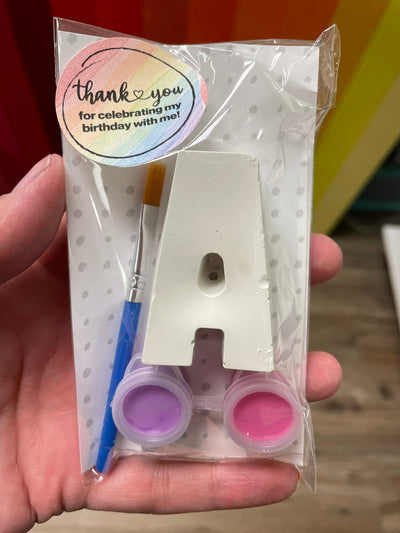 thank you
for celebrating my
birthday with me!